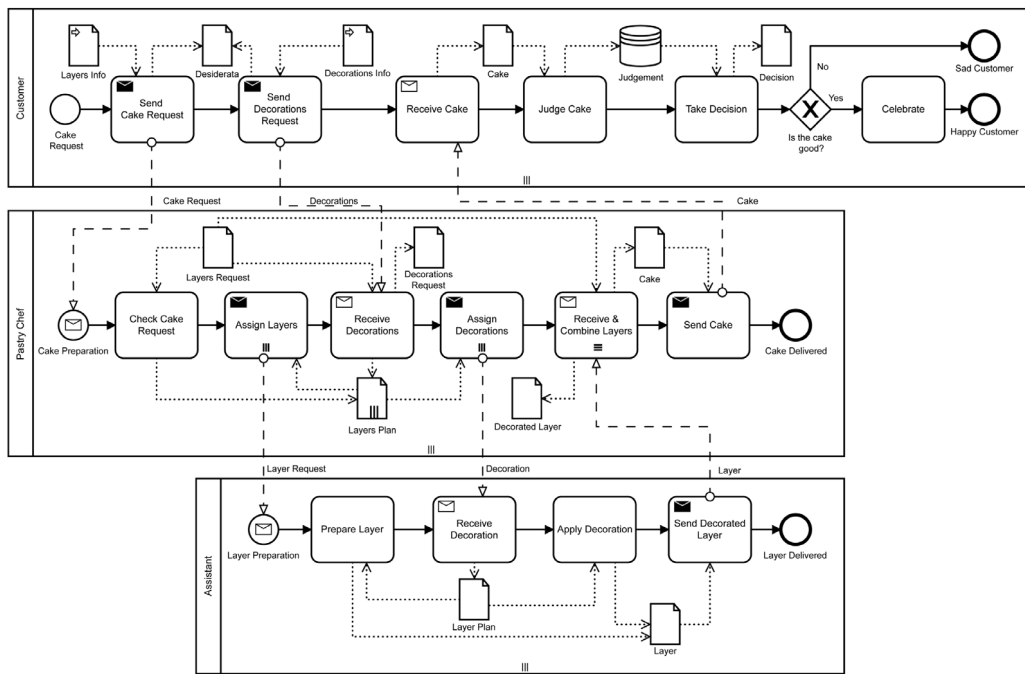 Customer
Layers Info
Desiderata
Decorations Info
Cake
Judgement
Decision
No
Sad Customer
Cake
Request
Send
Cake Request
Send
Decorations
Request
Receive Cake
Judge Cake
Take Decision
X
Yes
Is the cake
good?
Celebrate
Happy Customer
Cake Request
Decorations
Cake
Pastry Chef
Layers Request
Decorations
Request
Cake
Cake Preparation
Check Cake
Request
Assign Layers
Receive
Decorations
Assign
Decorations
Receive &
Combine Layers
Send Cake
Cake Delivered
Layers Plan
Decorated Layer
Layer Request
Decoration
Layer
Assistant
Layer Preparation
Prepare Layer
Receive
Decoration
Apply Decoration
Send Decorated
Layer
Layer Delivered
Layer Plan
Layer